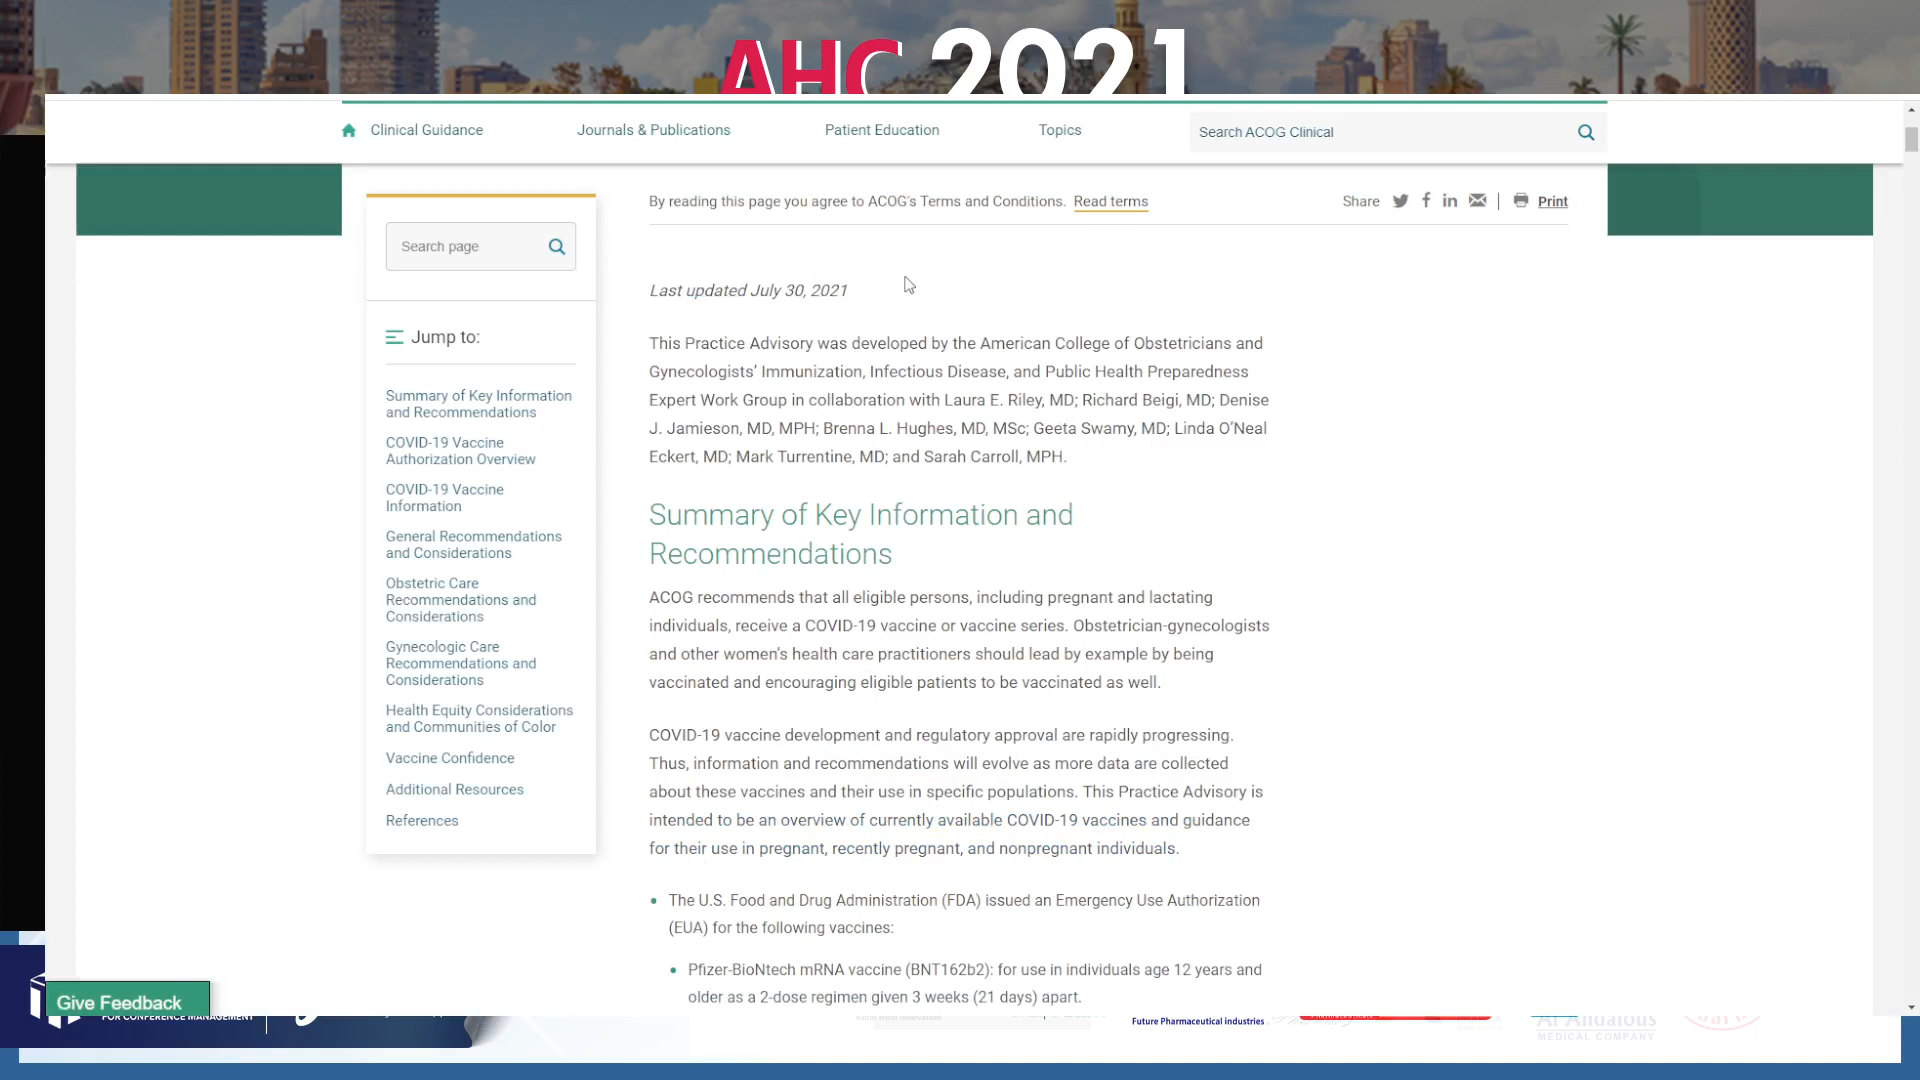 AHC 2021
Clinical Guidance
Journals & Publications
Patient Education
Topics
Search ACOG Clinical
By reading this page you agree to ACOG's Terms and Conditions. Read terms
Share
Print
Search page
Last updated July 30, 2021
Jump to:
Summary of Key Information
and Recommendations
COVID-19 Vaccine
Authorization Overview
COVID-19 Vaccine
Information
General Recommendations
and Considerations
Obstetric Care
Recommendations and
Considerations
Gynecologic Care
Recommendations and
Considerations
Health Equity Considerations
and Communities of Color
Vaccine Confidence
Additional Resources
References
This Practice Advisory was developed by the American College of Obstetricians and
Gynecologists’ Immunization, Infectious Disease, and Public Health Preparedness
Expert Work Group in collaboration with Laura E. Riley, MD; Richard Beigi, MD; Denise
J. Jamieson, MD, MPH; Brenna L. Hughes, MD, MSc; Geeta Swamy, MD; Linda O’Neal
Eckert, MD; Mark Turrentine, MD; and Sarah Carroll, MPH.
Summary of Key Information and
Recommendations
ACOG recommends that all eligible persons, including pregnant and lactating
individuals, receive a COVID-19 vaccine or vaccine series. Obstetrician-gynecologists
and other women’s health care practitioners should lead by example by being
vaccinated and encouraging eligible patients to be vaccinated as well.
COVID-19 vaccine development and regulatory approval are rapidly progressing.
Thus, information and recommendations will evolve as more data are collected
about these vaccines and their use in specific populations. This Practice Advisory is
intended to be an overview of currently available COVID-19 vaccines and guidance
for their use in pregnant, recently pregnant, and nonpregnant individuals.
The U.S. Food and Drug Administration (FDA) issued an Emergency Use Authorization
(EUA) for the following vaccines:
Pfizer-BioNtech mRNA vaccine (BNT162b2): for use in individuals age 12 years and
older as a 2-dose regimen given 3 weeks (21 days) apart.
Give Feedback
FOR CONFERENCE MANAGEMENT
Future Pharmaceutical industries
Al Andalous
MEDICAL COMPANY